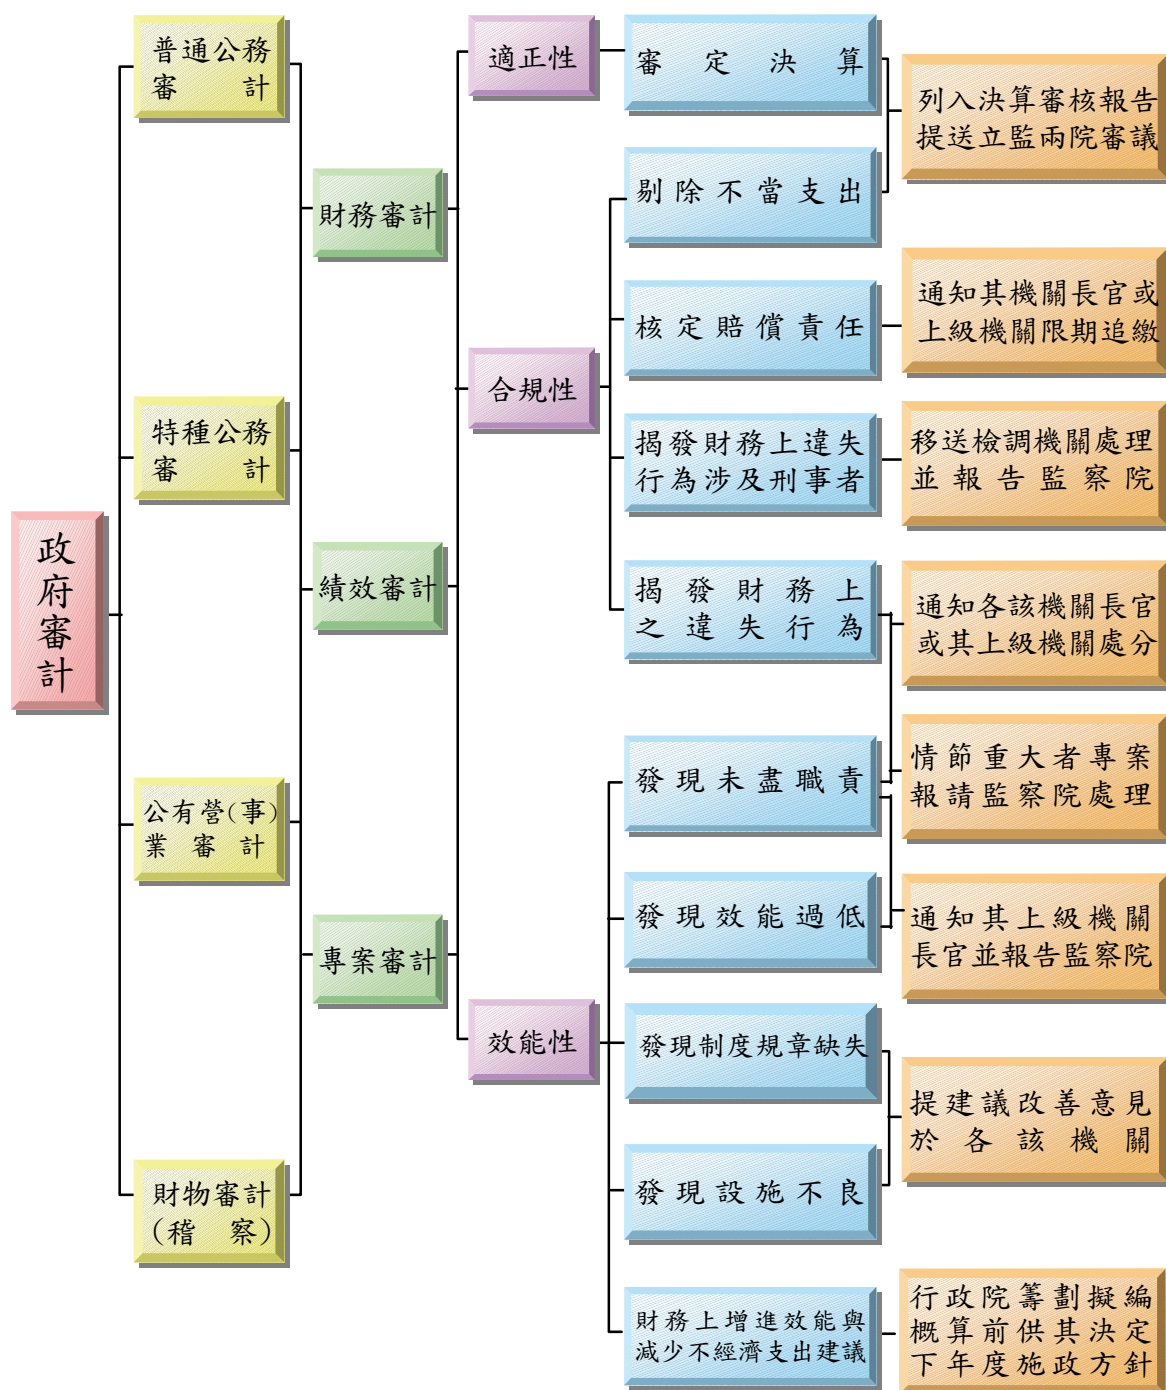 政府審計
普通公務
審計
特種公務
審計
公有營(事)
業審計
財物審計
(稽察)
財務審計
績效審計
專案審計
適正性
合規性
效能性
審定決算
剔除不當支出
核定賠償責任
揭發財務上違失
行為涉及刑事者
揭發財務上
之違失行為
發現未盡職責
發現效能過低
發現制度規章缺失
發現設施不良
財務上增進效能與
減少不經濟支出建議
列入決算審核報告
提送立監兩院審議
通知其機關長官或
上級機關限期追繳
移送檢調機關處理
並報告監察院
通知各該機關長官
或其上級機關處分
情節重大者專案
報請監察院處理
通知其上級機關
長官並報告監察院
提建議改善意見
於各該機關
行政院籌劃擬編
概算前供其決定
下年度施政方針